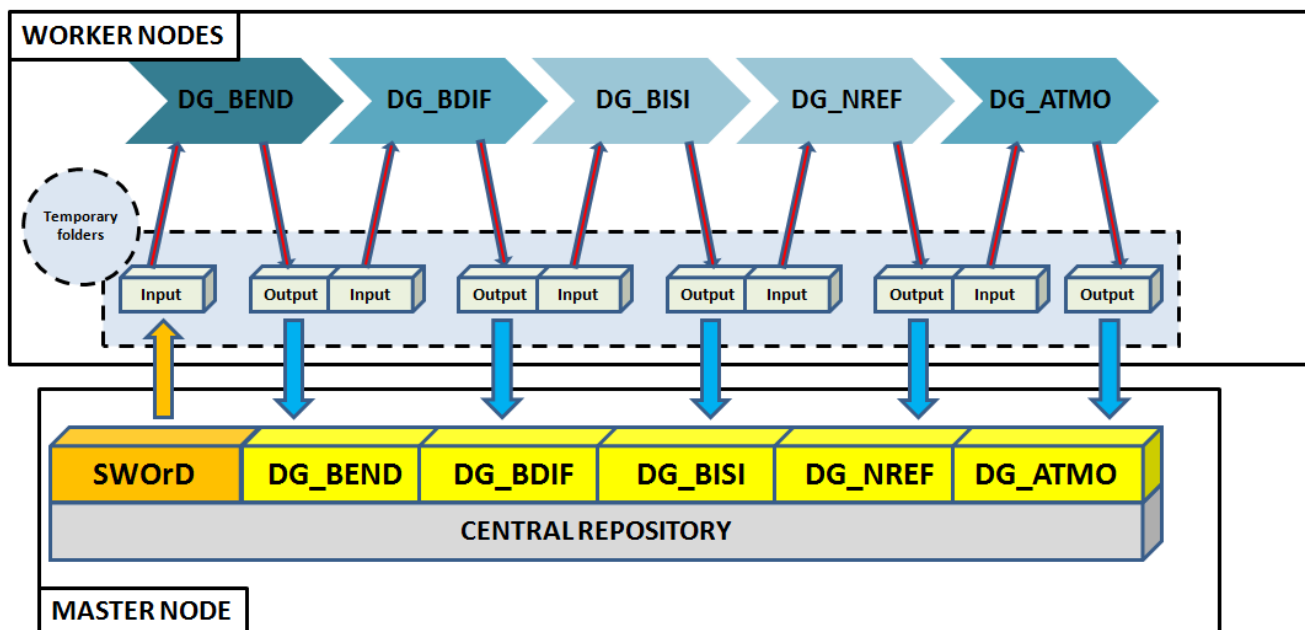 WORKER NODES
DG_BEND
DG_BDIF
DG_BISI
DG_NREF
DG_ATMO
Temporary
folders
Input
Output
Input
Output
Input
Output
Input
Output
Input
Output
SWOrD
DG_BEND
DG_BDIF
DG_BISI
DG_NREF
DG_ATMO
CENTRAL REPOSITORY
MASTER NODE